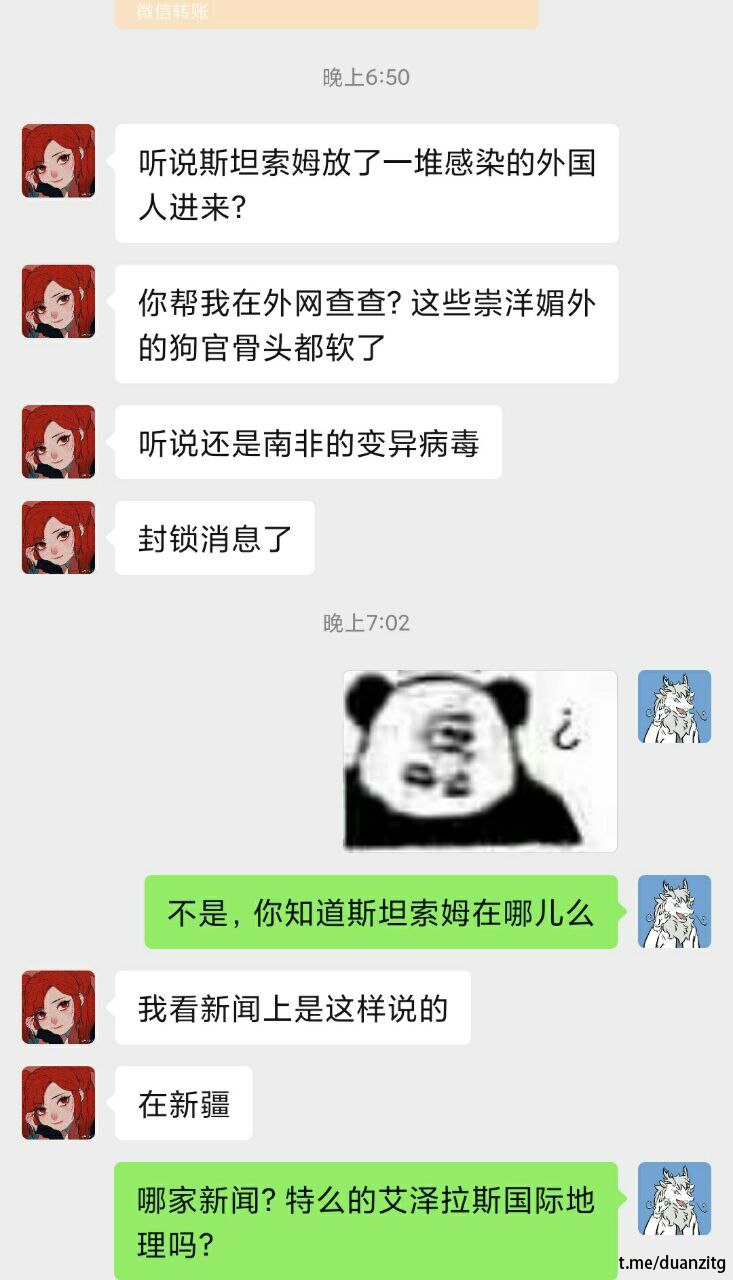 微信转账
晚上6:50
听说斯坦索姆放了一堆感染的外国
人进来?
你帮我在外网查查? 这些崇洋媚外
的狗官骨头都软了
听说还是南非的变异病毒
封锁消息了
晚上7:02
¿
不是, 你知道斯坦索姆在哪儿么
我看新闻上是这样说的
在新疆
哪家新闻? 特么的艾泽拉斯国际地
理吗?
t.me/duanzitg